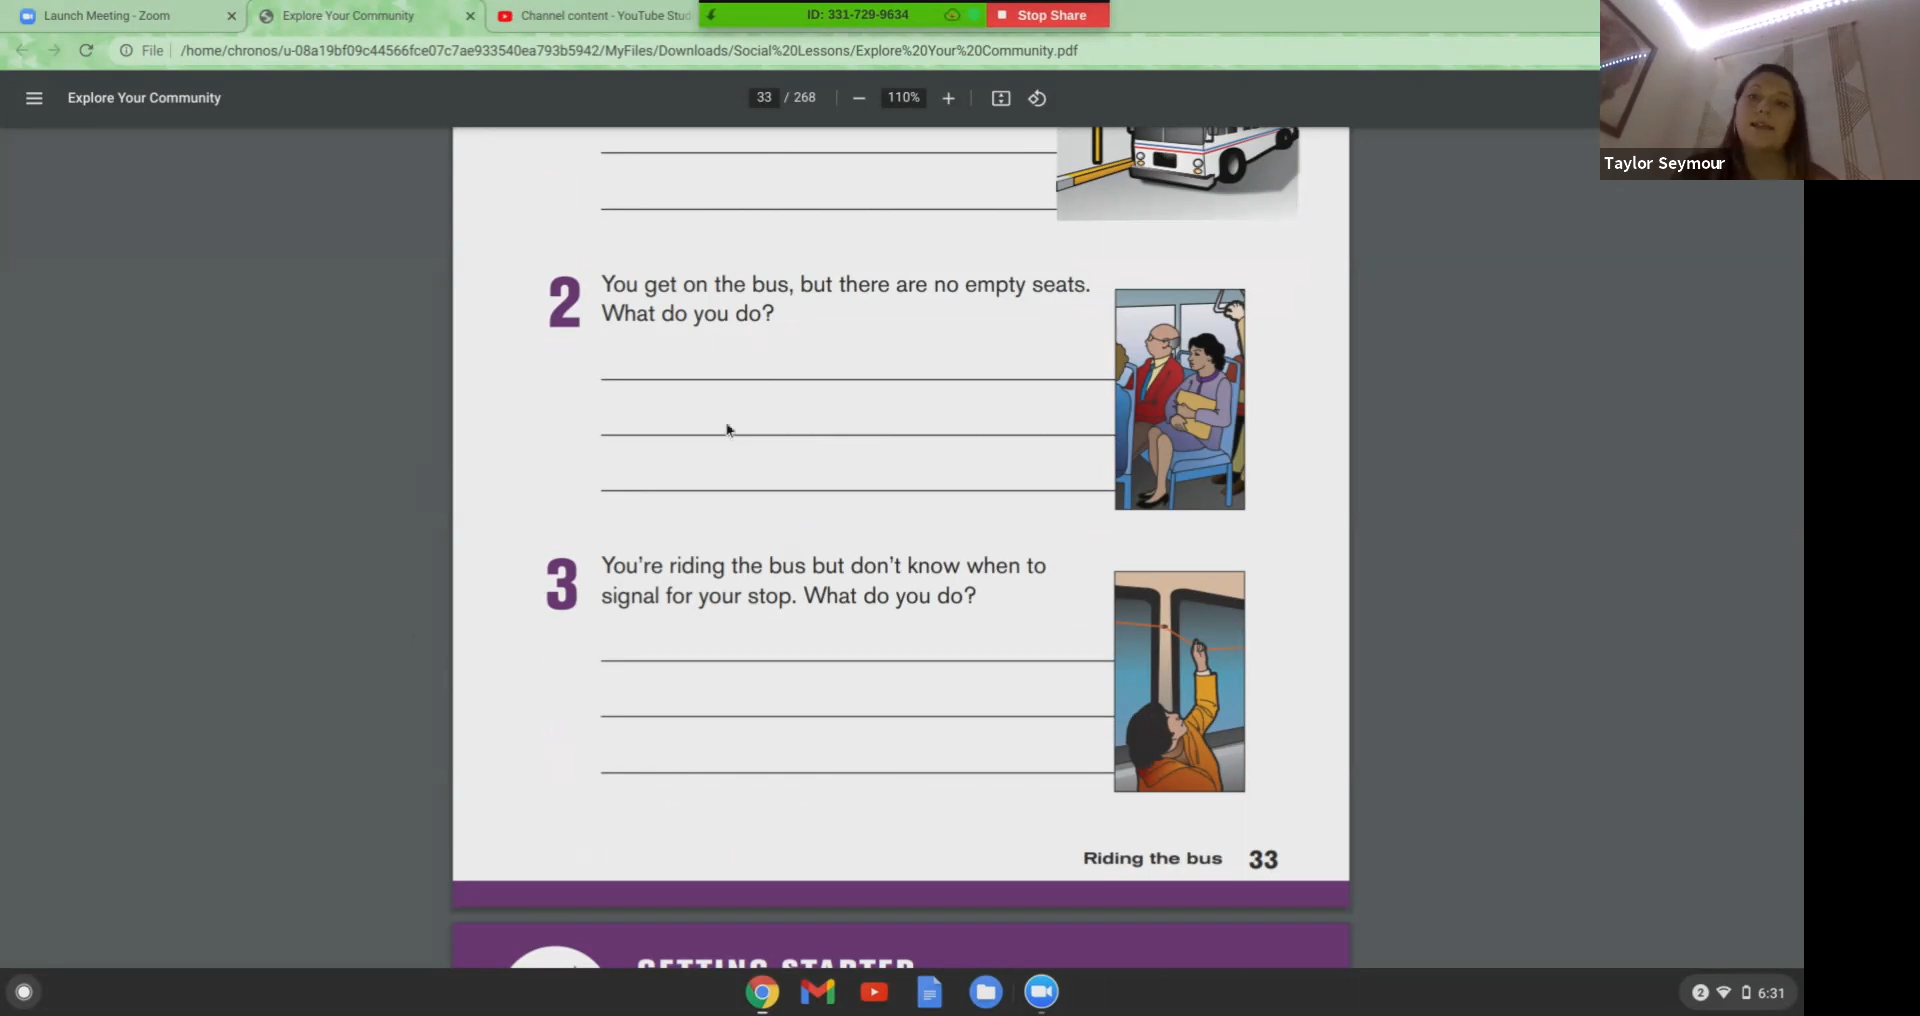 Launch Meeting - Zoom
Explore Your Community
Channel content - YouTube Stud
ID: 331-729-9634
Stop Share
File
/home/chronos/u-08a19bf09c44566fce07c7ae933540ea793b5942/MyFiles/Downloads/Social%20Lessons/Explore%20Your%20Community.pdf
Explore Your Community
33 / 268
110%
Taylor Seymour
2 You get on the bus, but there are no empty seats.
What do you do?
3 You're riding the bus but don't know when to
signal for your stop. What do you do?
Riding the bus 33
GETTING STARTED
2 6:31